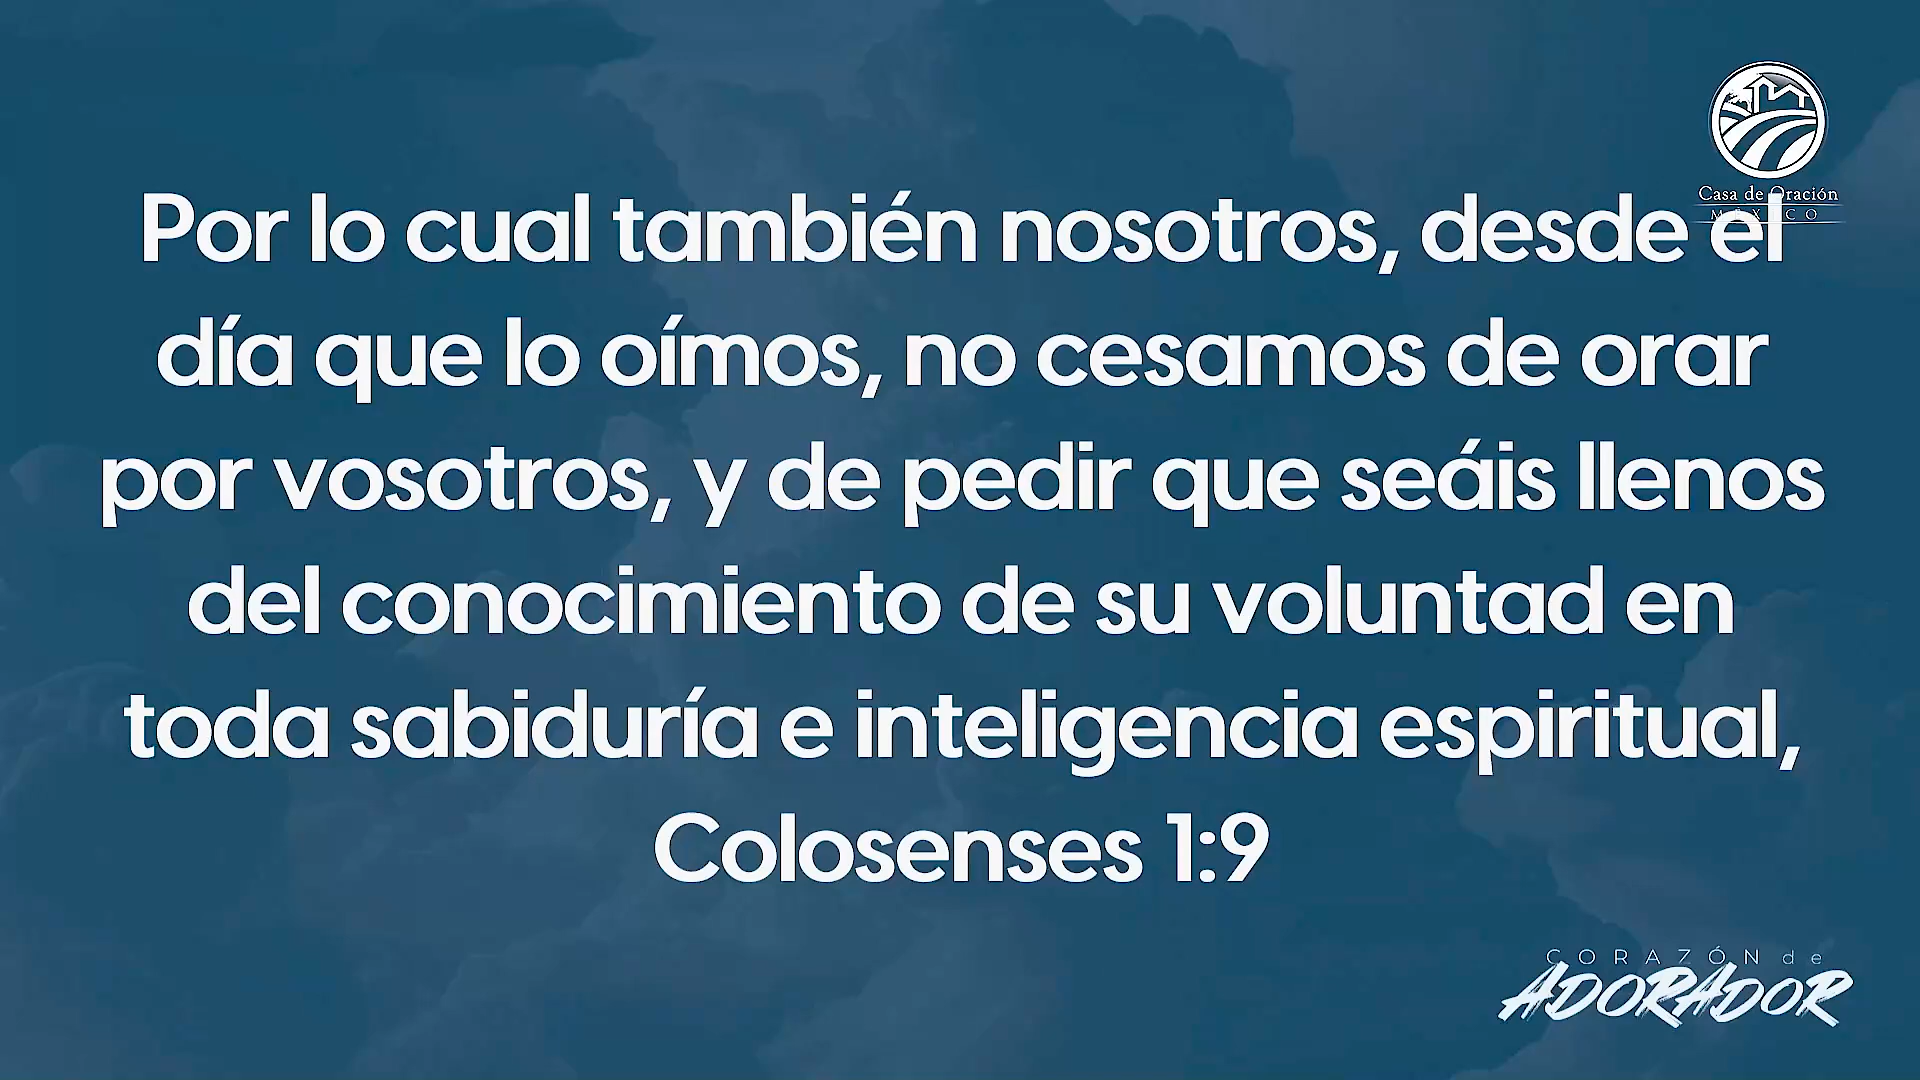 Casa de Oración
MÉXICO
Por lo cual también nosotros, desde el
día que lo oímos, no cesamos de orar
por vosotros, y de pedir que seáis llenos
del conocimiento de su voluntad en
toda sabiduría e inteligencia espiritual,
Colosenses 1:9
CORAZÓN de
ADORADOR